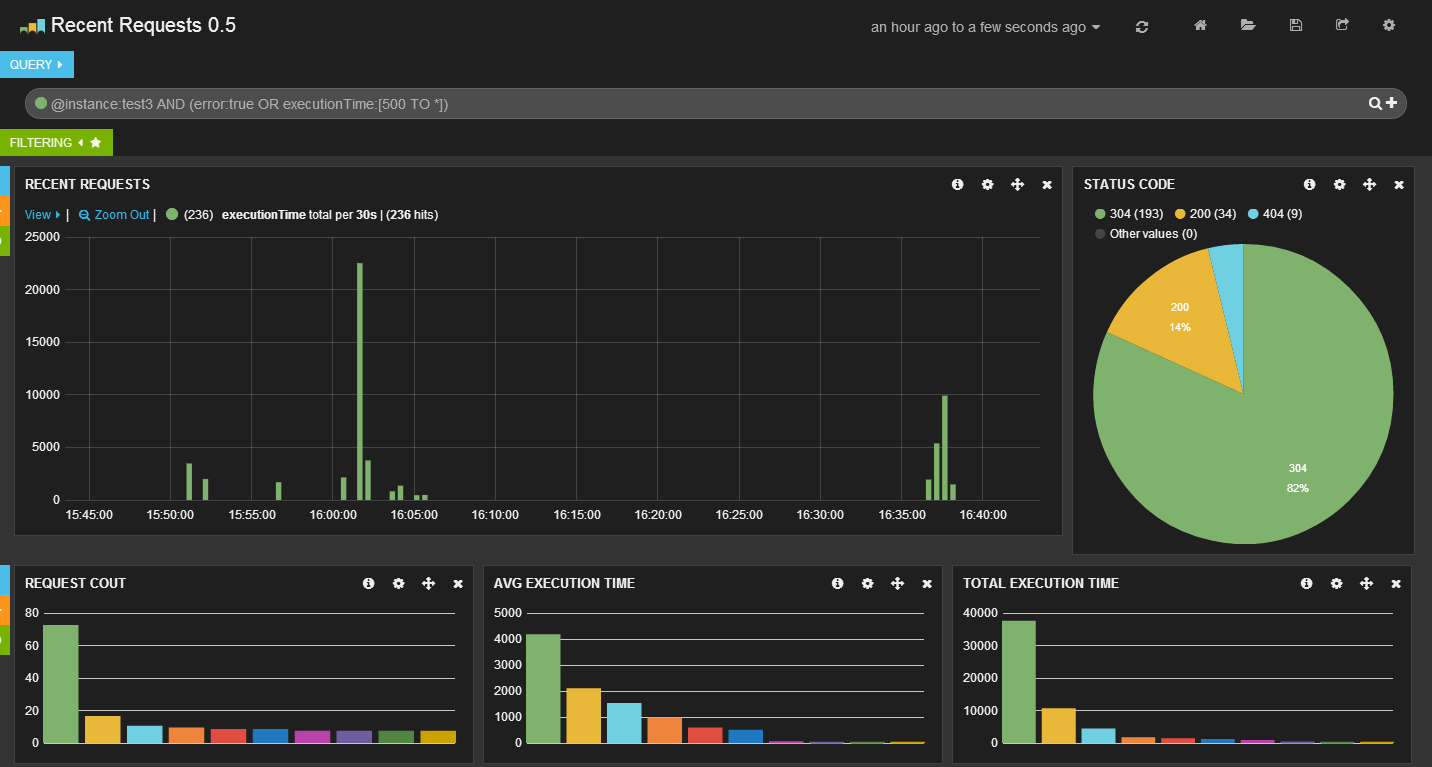 Recent Requests 0.5
an hour ago to a few seconds ago
QUERY
@instance:test3 AND (error:true OR executionTime:[500 TO *])
FILTERING
RECENT REQUESTS
View | Zoom Out | (236) executionTime total per 30s | (236 hits)
25000
20000
15000
10000
5000
0
15:45:00 15:50:00 15:55:00 16:00:00 16:05:00 16:10:00 16:15:00 16:20:00 16:25:00 16:30:00 16:35:00 16:40:00
STATUS CODE
304 (193) 200 (34) 404 (9)
Other values (0)
200
14%
304
82%
REQUEST COUT
80
60
40
20
0
AVG EXECUTION TIME
5000
4000
3000
2000
1000
0
TOTAL EXECUTION TIME
40000
30000
20000
10000
0